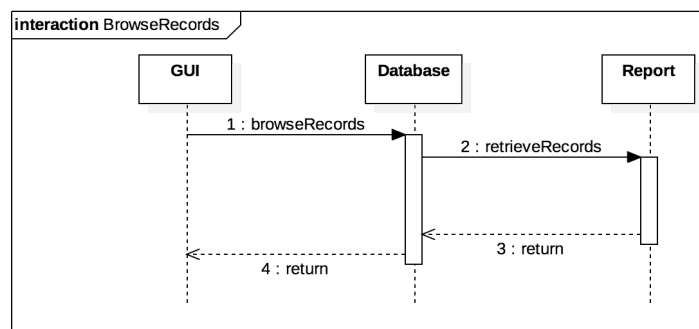 interaction BrowseRecords
GUI
Database
Report
1 : browseRecords
2 : retrieveRecords
3 : return
4 : return